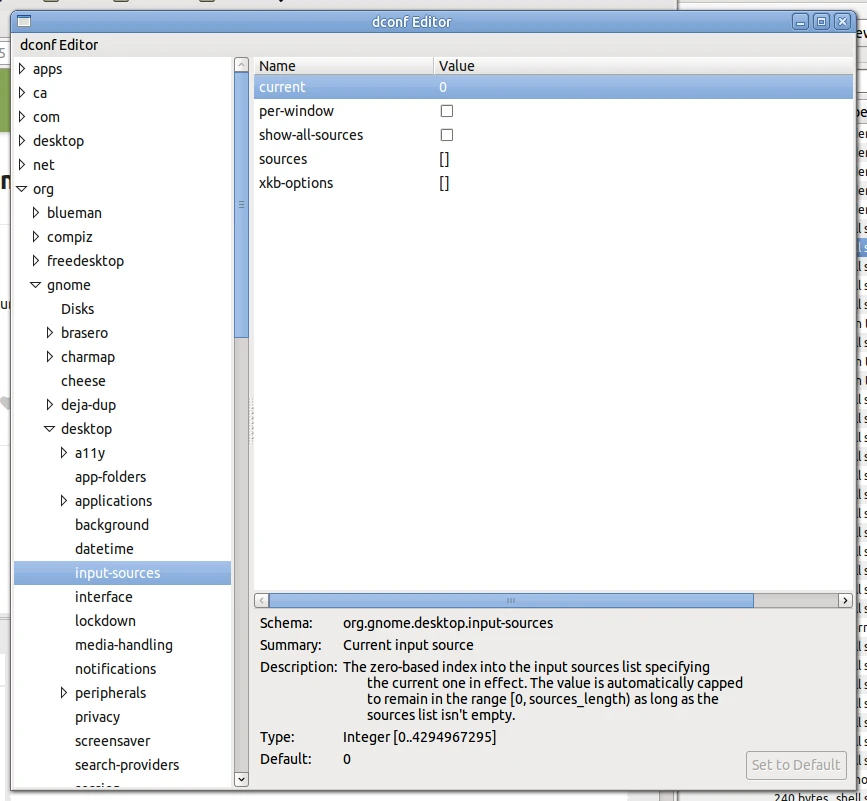 dconf Editor
dconf Editor
apps
ca
com
desktop
net
org
blueman
compiz
freedesktop
gnome
Disks
brasero
charmap
cheese
deja-dup
desktop
a11y
app-folders
applications
background
datetime
input-sources
interface
lockdown
media-handling
notifications
peripherals
privacy
screensaver
search-providers
Name Value
current 0
per-window
show-all-sources
sources []
xkb-options []
Schema: org.gnome.desktop.input-sources
Summary: Current input source
Description: The zero-based index into the input sources list specifying
the current one in effect. The value is automatically capped
to remain in the range [0, sources_length) as long as the
sources list isn't empty.
Type: Integer [0..4294967295]
Default: 0
Set to Default
240 bytes, shell s